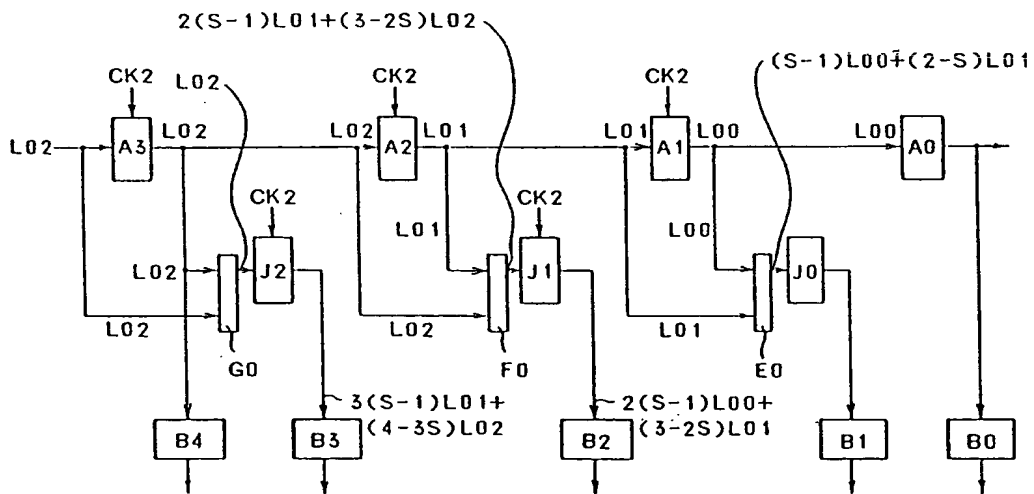 2(S-1)L01+(3-2S)L02
(S-1)L00+(2-S)L01
CK2
L02
CK2
CK2
L02
A3
L02
L02
A2
L01
L01
A1
L00
L00
A0
CK2
CK2
L01
L00
L02
J2
J1
J0
L02
L01
G0
F0
E0
3(S-1)L01+
(4-3S)L02
2(S-1)L00+
(3-2S)L01
B4
B3
B2
B1
B0